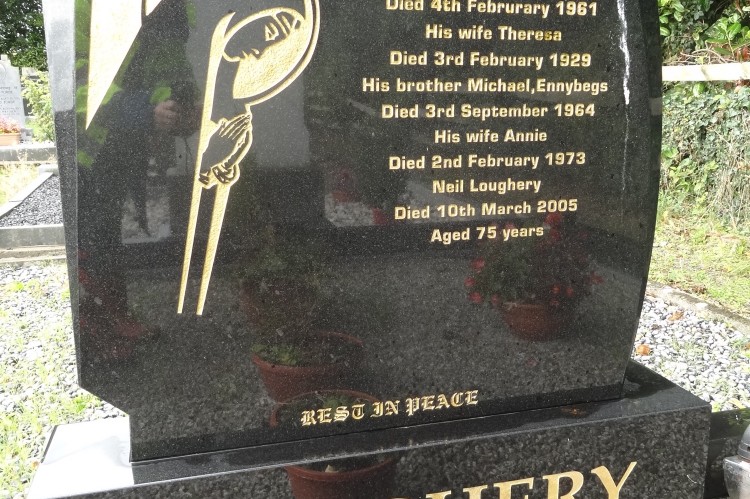 Died 4th Februrary 1961
His wife Theresa
Died 3rd February 1929
His brother Michael,Ennybegs
Died 3rd September 1964
His wife Annie
Died 2nd February 1973
Neil Loughery
Died 10th March 2005
Aged 75 years
REST IN PEACE